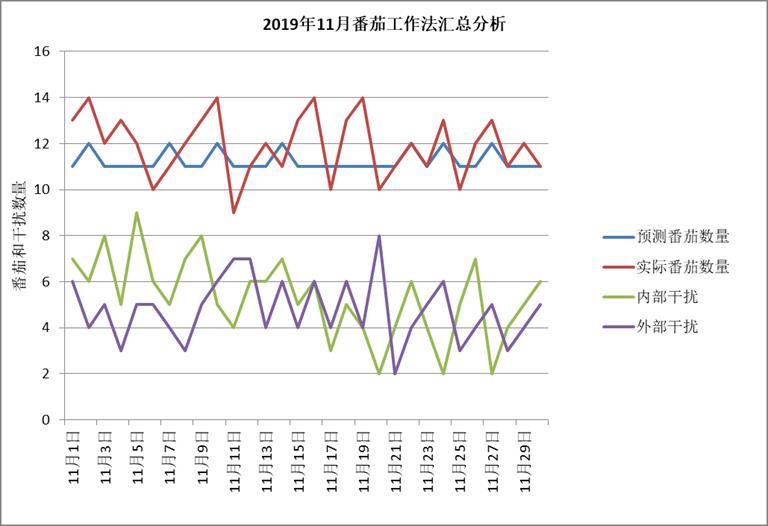 2019年11月番茄工作法汇总分析
番茄和干扰数量
16
14
12
10
8
6
4
2
0
11月1日
11月3日
11月5日
11月7日
11月9日
11月11日
11月13日
11月15日
11月17日
11月19日
11月21日
11月23日
11月25日
11月27日
11月29日
预测番茄数量
实际番茄数量
内部干扰
外部干扰